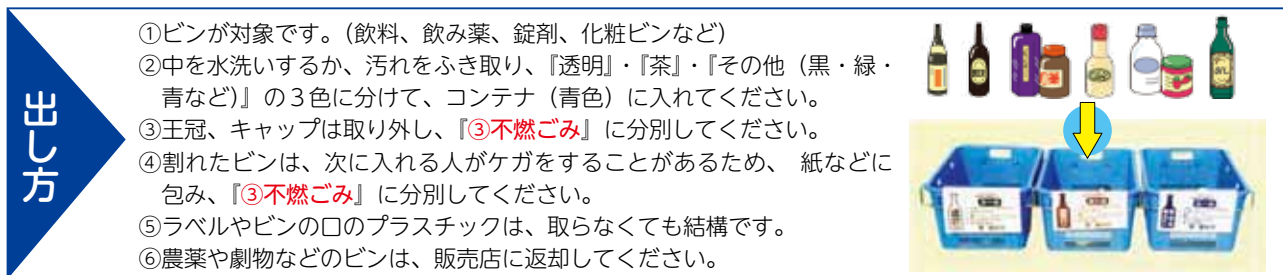 出し方
①ビンが対象です。(飲料、飲み薬、錠剤、化粧ビンなど)
②中を水洗いするか、汚れをふき取り、『透明』・『茶』・『その他（黒・緑・
青など)』の３色に分けて、コンテナ（青色）に入れてください。
③王冠、キャップは取り外し、『③不燃ごみ』に分別してください。
④割れたビンは、次に入れる人がケガをすることがあるため、 紙などに
包み、『③不燃ごみ』に分別してください。
⑤ラベルやビンの口のプラスチックは、取らなくても結構です。
⑥農薬や劇物などのビンは、販売店に返却してください。